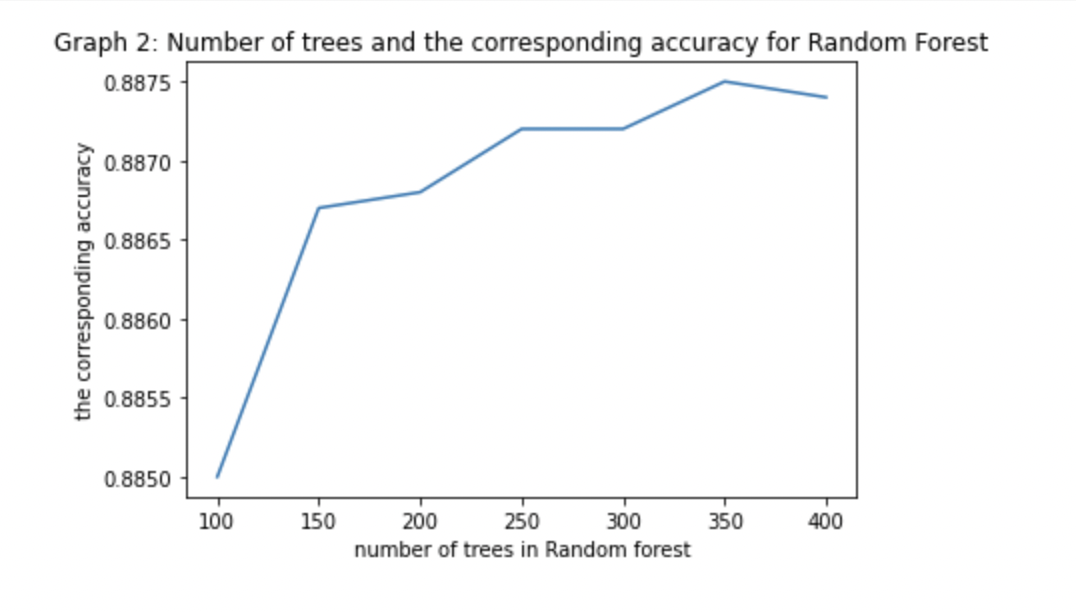 Graph 2: Number of trees and the corresponding accuracy for Random Forest
0.8875
0.8870
0.8865
0.8860
0.8855
0.8850
the corresponding accuracy
100 150 200 250 300 350 400
number of trees in Random forest